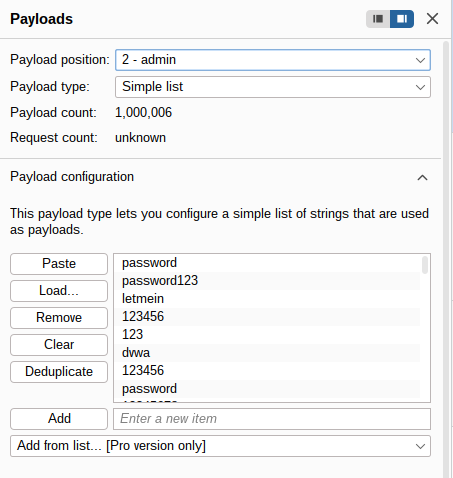 Payloads
Payload position: 2 - admin
Payload type: Simple list
Payload count: 1,000,006
Request count: unknown
Payload configuration
This payload type lets you configure a simple list of strings that are used
as payloads.
Paste
Load...
Remove
Clear
Deduplicate
password
password123
letmein
123456
123
dvwa
123456
password
Add
Enter a new item
Add from list... [Pro version only]